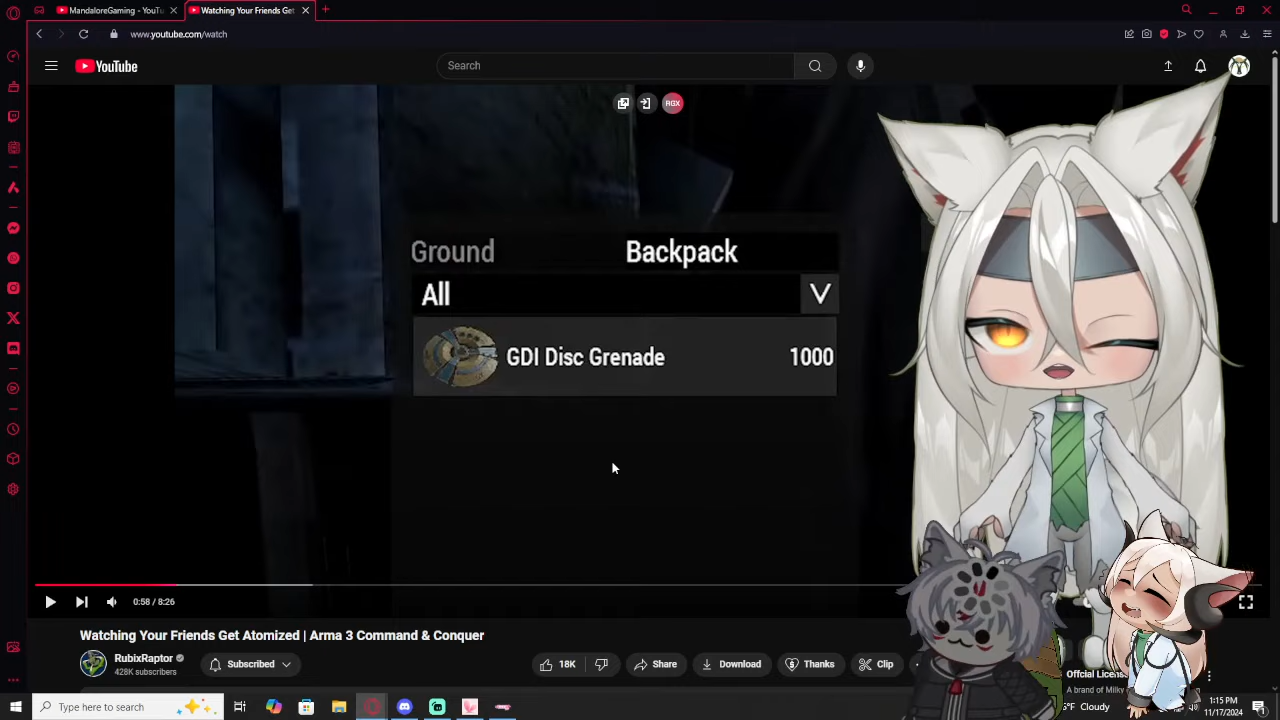 MandaloreGaming - YouTu
Watching Your Friends Get
www.youtube.com/watch
YouTube
Search
RGX
Ground
Backpack
All
V
GDI Disc Grenade
1000
0:58 / 8:26
Watching Your Friends Get Atomized | Arma 3 Command & Conquer
RubixRaptor
428K subscribers
Subscribed
18K
Share
Download
Thanks
Clip
Official Licens
A brand of Milky
Type here to search
°F Cloudy
1:15 PM
11/17/2024